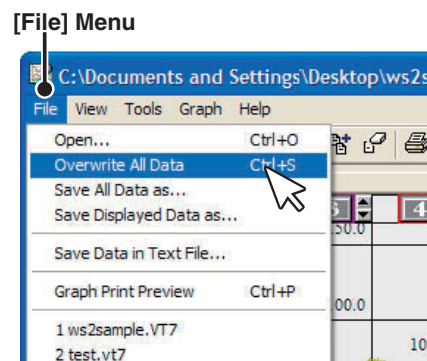 [File] Menu
C:\Documents and Settings\Desktop\ws2s
File View Tools Graph Help
Open... Ctrl+O
Overwrite All Data Ctrl+S
Save All Data as...
Save Displayed Data as...
50.0
Save Data in Text File...
Graph Print Preview Ctrl+P
00.0
1 ws2sample.VT7
10
2 test.vt7